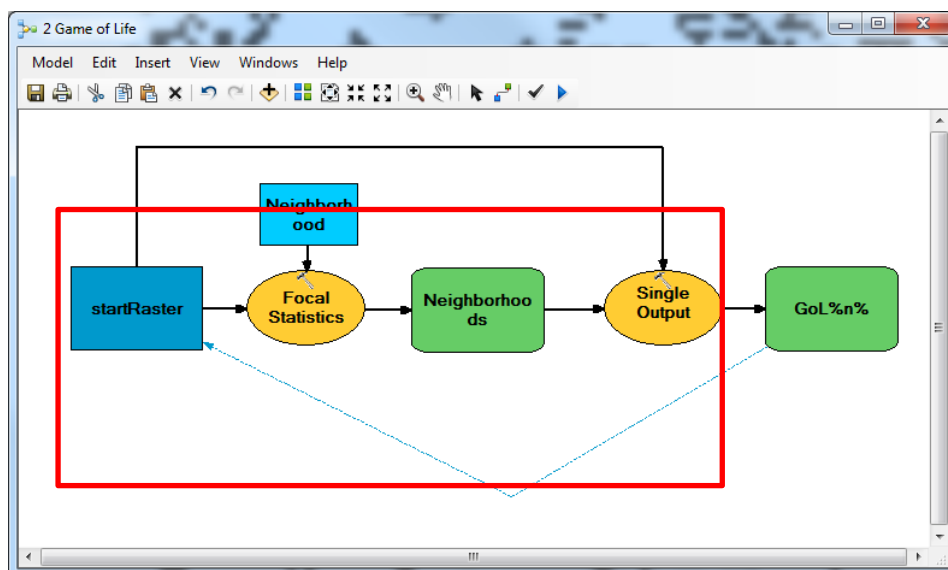 2 Game of Life
Model Edit Insert View Windows Help
Neighborh
ood
startRaster
Focal
Statistics
Neighborhoo
ds
Single
Output
GoL%n%